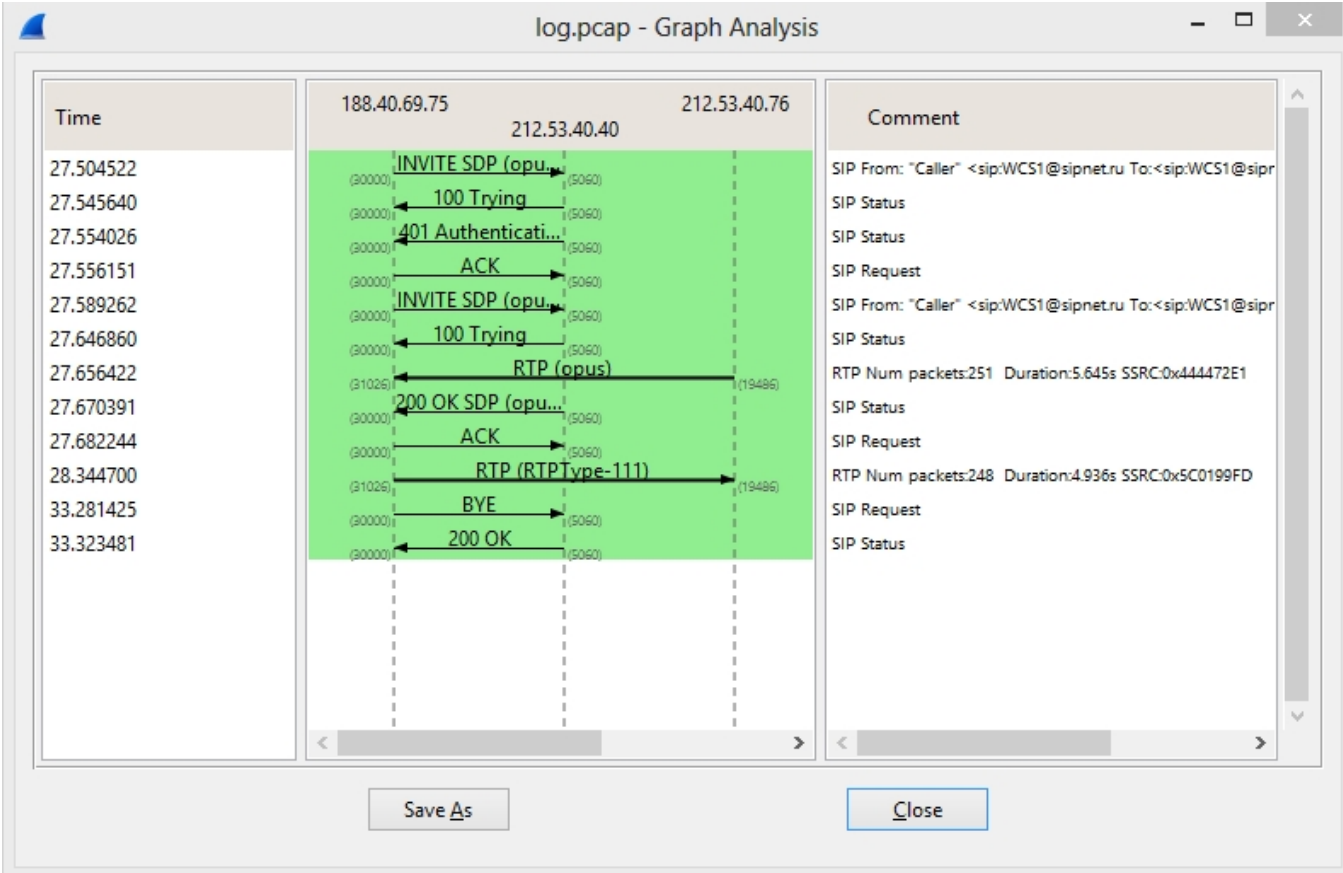 log.pcap - Graph Analysis
Time
188.40.69.75
212.53.40.76
212.53.40.40
Comment
27.504522 INVITE SDP (opu... (30000) (5060) SIP From: "Caller" <sip:WCS1@sipnet.ru To:<sip:WCS1@sipr
27.545640 100 Trying (30000) (5060) SIP Status
27.554026 401 Authenticati... (30000) (5060) SIP Status
27.556151 ACK (30000) (5060) SIP Request
27.589262 INVITE SDP (opu... (30000) (5060) SIP From: "Caller" <sip:WCS1@sipnet.ru To:<sip:WCS1@sipr
27.646860 100 Trying (30000) (5060) SIP Status
27.656422 RTP (opus) (31026) (19486) RTP Num packets:251 Duration:5.645s SSRC:0x444472E1
27.670391 200 OK SDP (opu... (30000) (5060) SIP Status
27.682244 ACK (30000) (5060) SIP Request
28.344700 RTP (RTPType-111) (31026) (19486) RTP Num packets:248 Duration:4.936s SSRC:0x5C0199FD
33.281425 BYE (30000) (5060) SIP Request
33.323481 200 OK (30000) (5060) SIP Status
Save As
Close